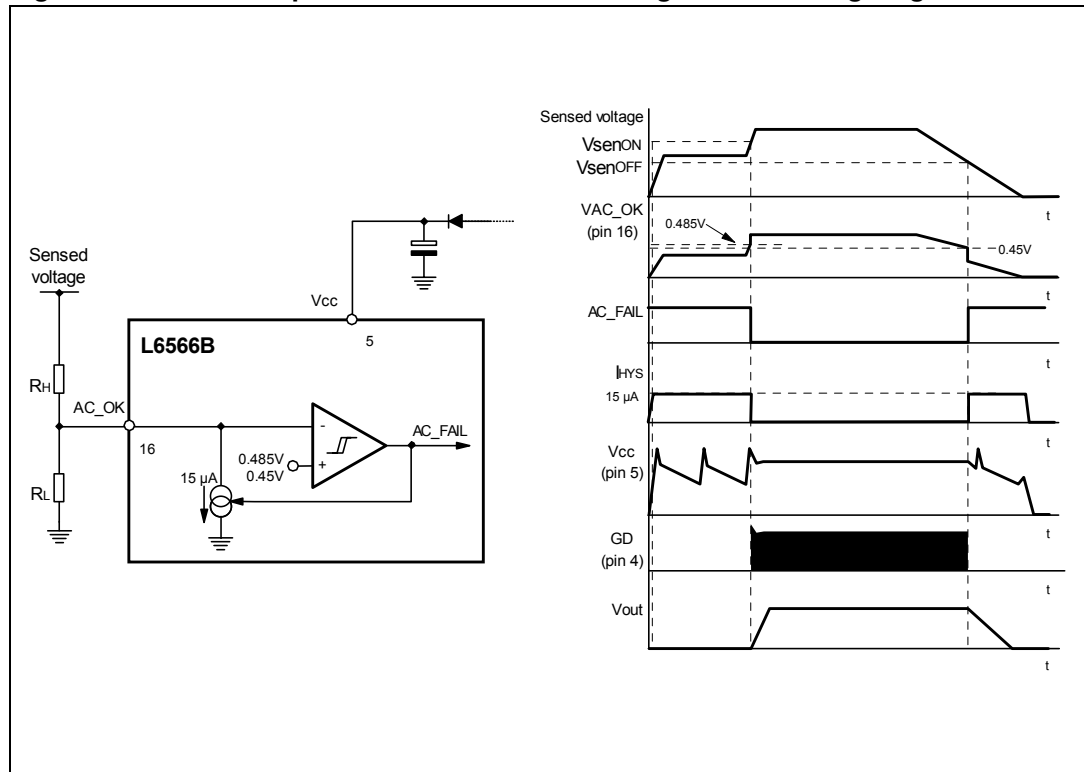 Sensed
voltage
RH
AC_OK
RL
Vcc
5
L6566B
16
15 µA
0.485V
0.45V
-
+
AC_FAIL
Sensed voltage
VsenON
VsenOFF
t
VAC_OK
(pin 16)
0.485V
0.45V
t
AC_FAIL
t
IHYS
15 µA
t
Vcc
(pin 5)
t
GD
(pin 4)
t
Vout
t